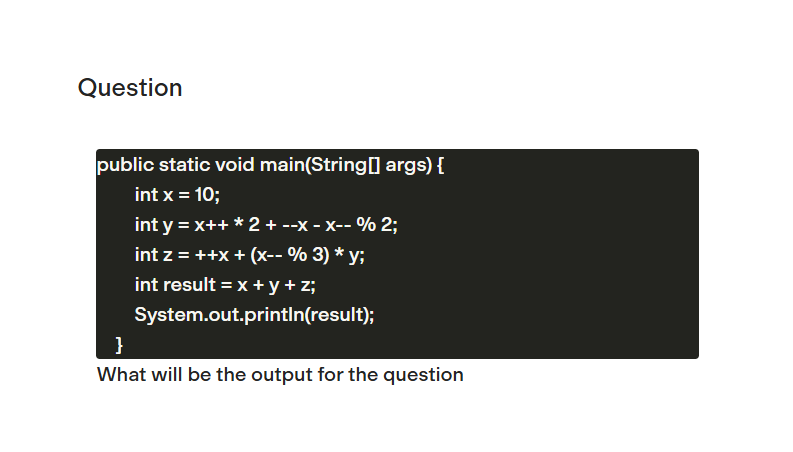 Question
public static void main(String[] args) {
int x = 10;
int y = x++ * 2 + --x - x-- % 2;
int z = ++x + (x-- % 3) * y;
int result = x + y + z;
System.out.println(result);
}
What will be the output for the question